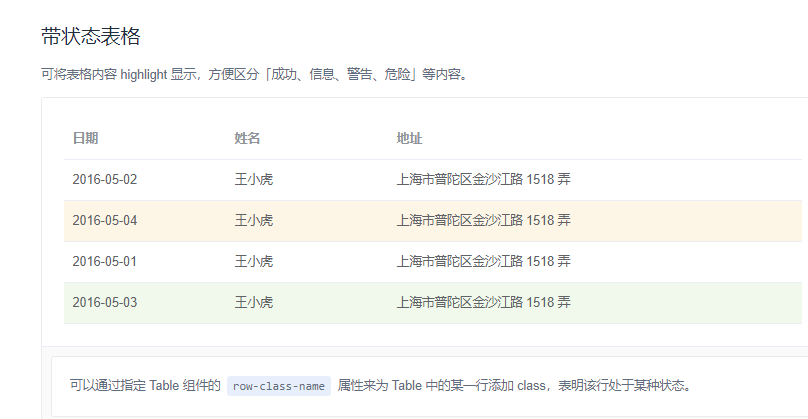 带状态表格
可将表格内容 highlight 显示，方便区分「成功、信息、警告、危险」等内容。
日期 姓名 地址
2016-05-02 王小虎 上海市普陀区金沙江路 1518 弄
2016-05-04 王小虎 上海市普陀区金沙江路 1518 弄
2016-05-01 王小虎 上海市普陀区金沙江路 1518 弄
2016-05-03 王小虎 上海市普陀区金沙江路 1518 弄
可以通过指定 Table 组件的 row-class-name 属性来为 Table 中的某一行添加 class，表明该行处于某种状态。